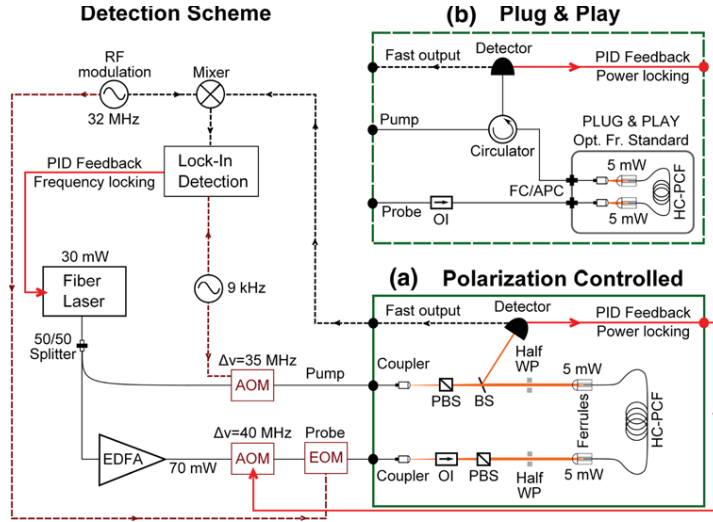 Detection Scheme
RF
modulation
Mixer
32 MHz
PID Feedback
Frequency locking
Lock-In
Detection
30 mW
Fiber
Laser
9 kHz
50/50
Splitter
Δν=35 MHz
AOM
Pump
EDFA
70 mW
Δν=40 MHz
AOM
Probe
EOM
(b) Plug & Play
Fast output
Detector
PID Feedback
Power locking
Pump
Circulator
PLUG & PLAY
Opt. Fr. Standard
5 mW
FC/APC
HC-PCF
Probe
OI
5 mW
(a) Polarization Controlled
Fast output
Detector
PID Feedback
Power locking
Coupler
PBS
BS
Half
WP
5 mW
Ferrules
HC-PCF
Coupler
OI
PBS
Half
WP
5 mW